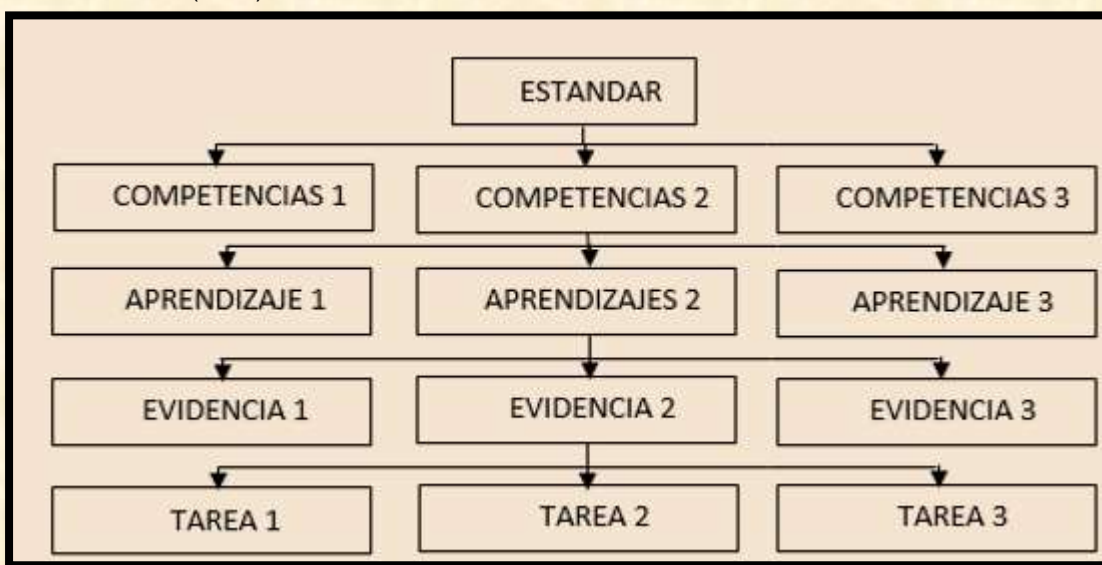 ESTANDAR
COMPETENCIAS 1 COMPETENCIAS 2 COMPETENCIAS 3
APRENDIZAJE 1 APRENDIZAJES 2 APRENDIZAJE 3
EVIDENCIA 1 EVIDENCIA 2 EVIDENCIA 3
TAREA 1 TAREA 2 TAREA 3